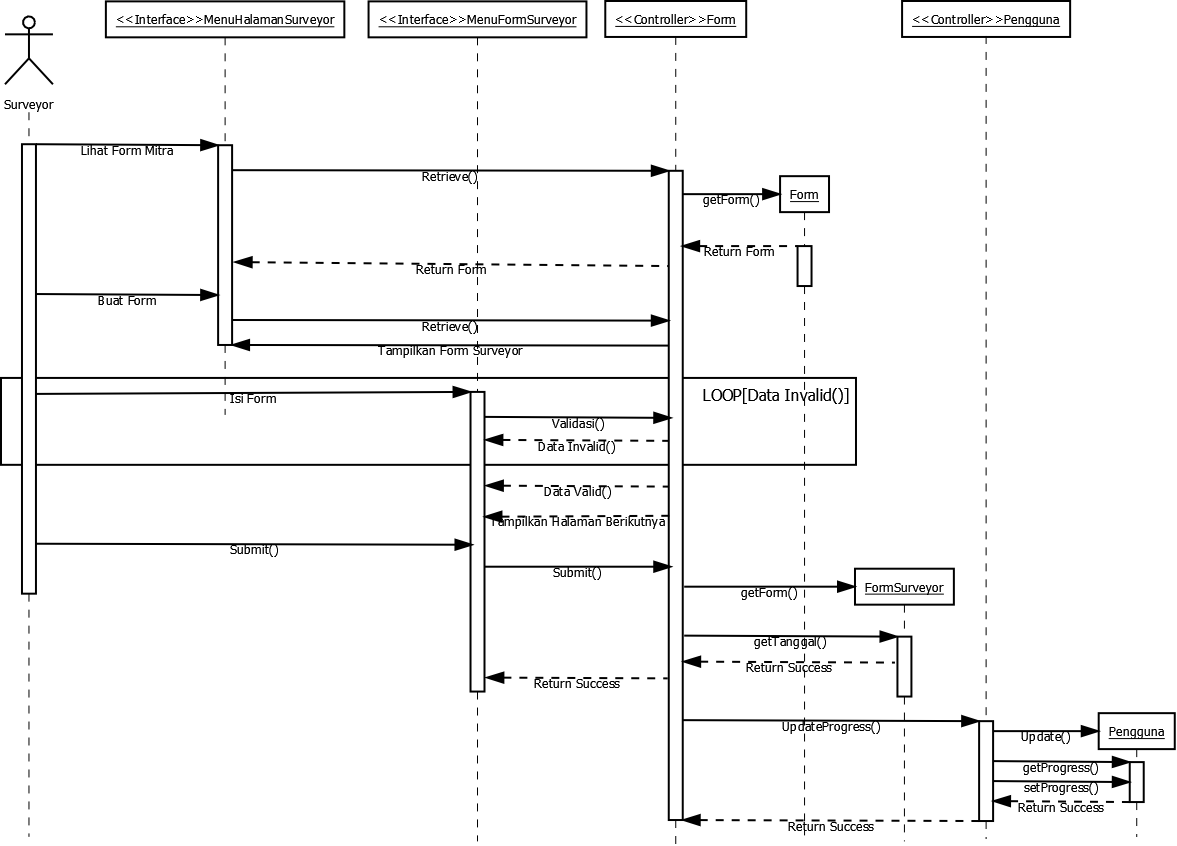 <<Interface>>MenuHalamanSurveyor
<<Interface>>MenuFormSurveyor
<<Controller>>Form
<<Controller>>Pengguna
Surveyor
Lihat Form Mitra
Retrieve()
getForm()
Form
Return Form
Return Form
Buat Form
Retrieve()
Tampilkan Form Surveyor
LOOP[Data Invalid()]
Isi Form
Validasi()
Data Invalid()
Data Valid()
Tampilkan Halaman Berikutnya
Submit()
Submit()
getForm()
FormSurveyor
getTanggal()
Return Success
Return Success
UpdateProgress()
Update()
Pengguna
getProgress()
setProgress()
Return Success
Return Success